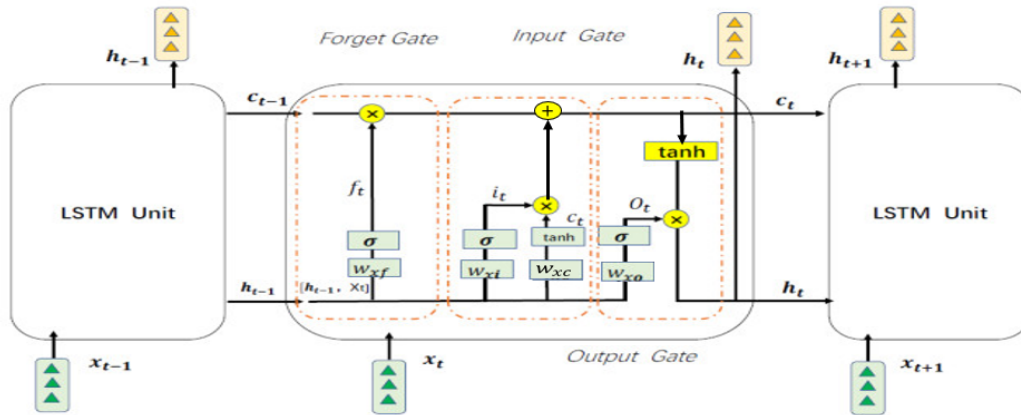 Forget Gate
Input Gate
h_{t-1}
h_t
h_{t+1}
c_{t-1}
c_t
×
+
tanh
f_t
i_t
×
c_t
O_t
×
LSTM Unit
LSTM Unit
σ
σ
tanh
σ
w_{xf}
w_{xi}
w_{xc}
w_{xo}
h_{t-1}
[h_{t-1}, X_t]
h_t
x_{t-1}
x_t
Output Gate
x_{t+1}